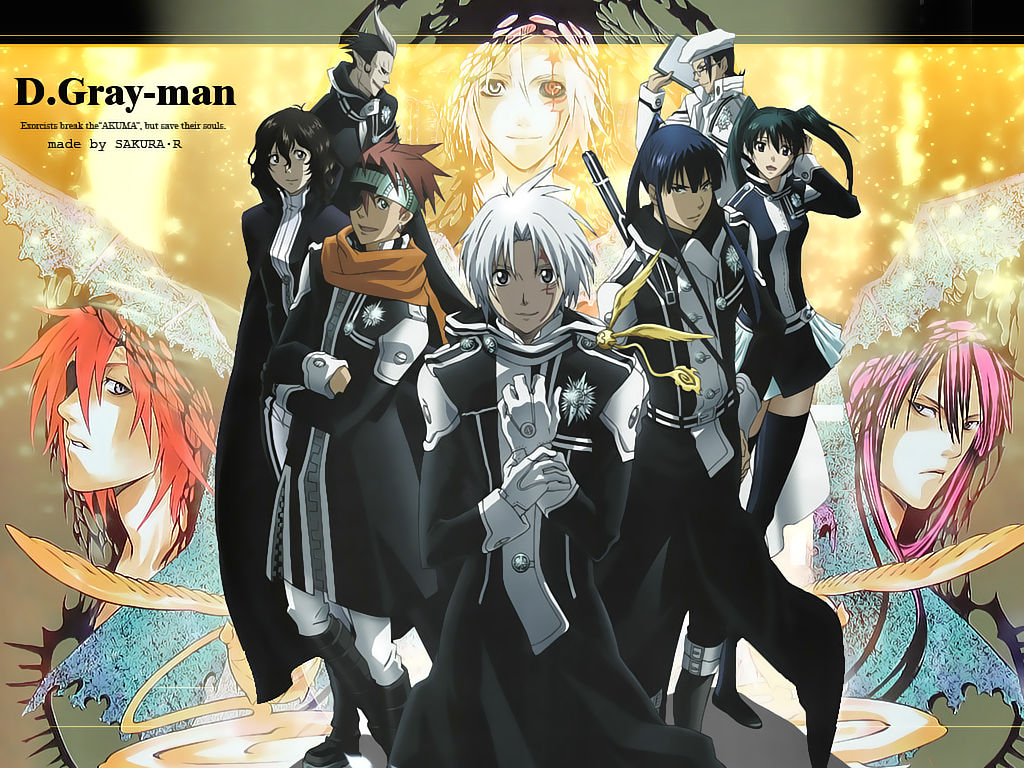 D.Gray-man
Exorcists break the"AKUMA", but save their souls.
made by SAKURA·R